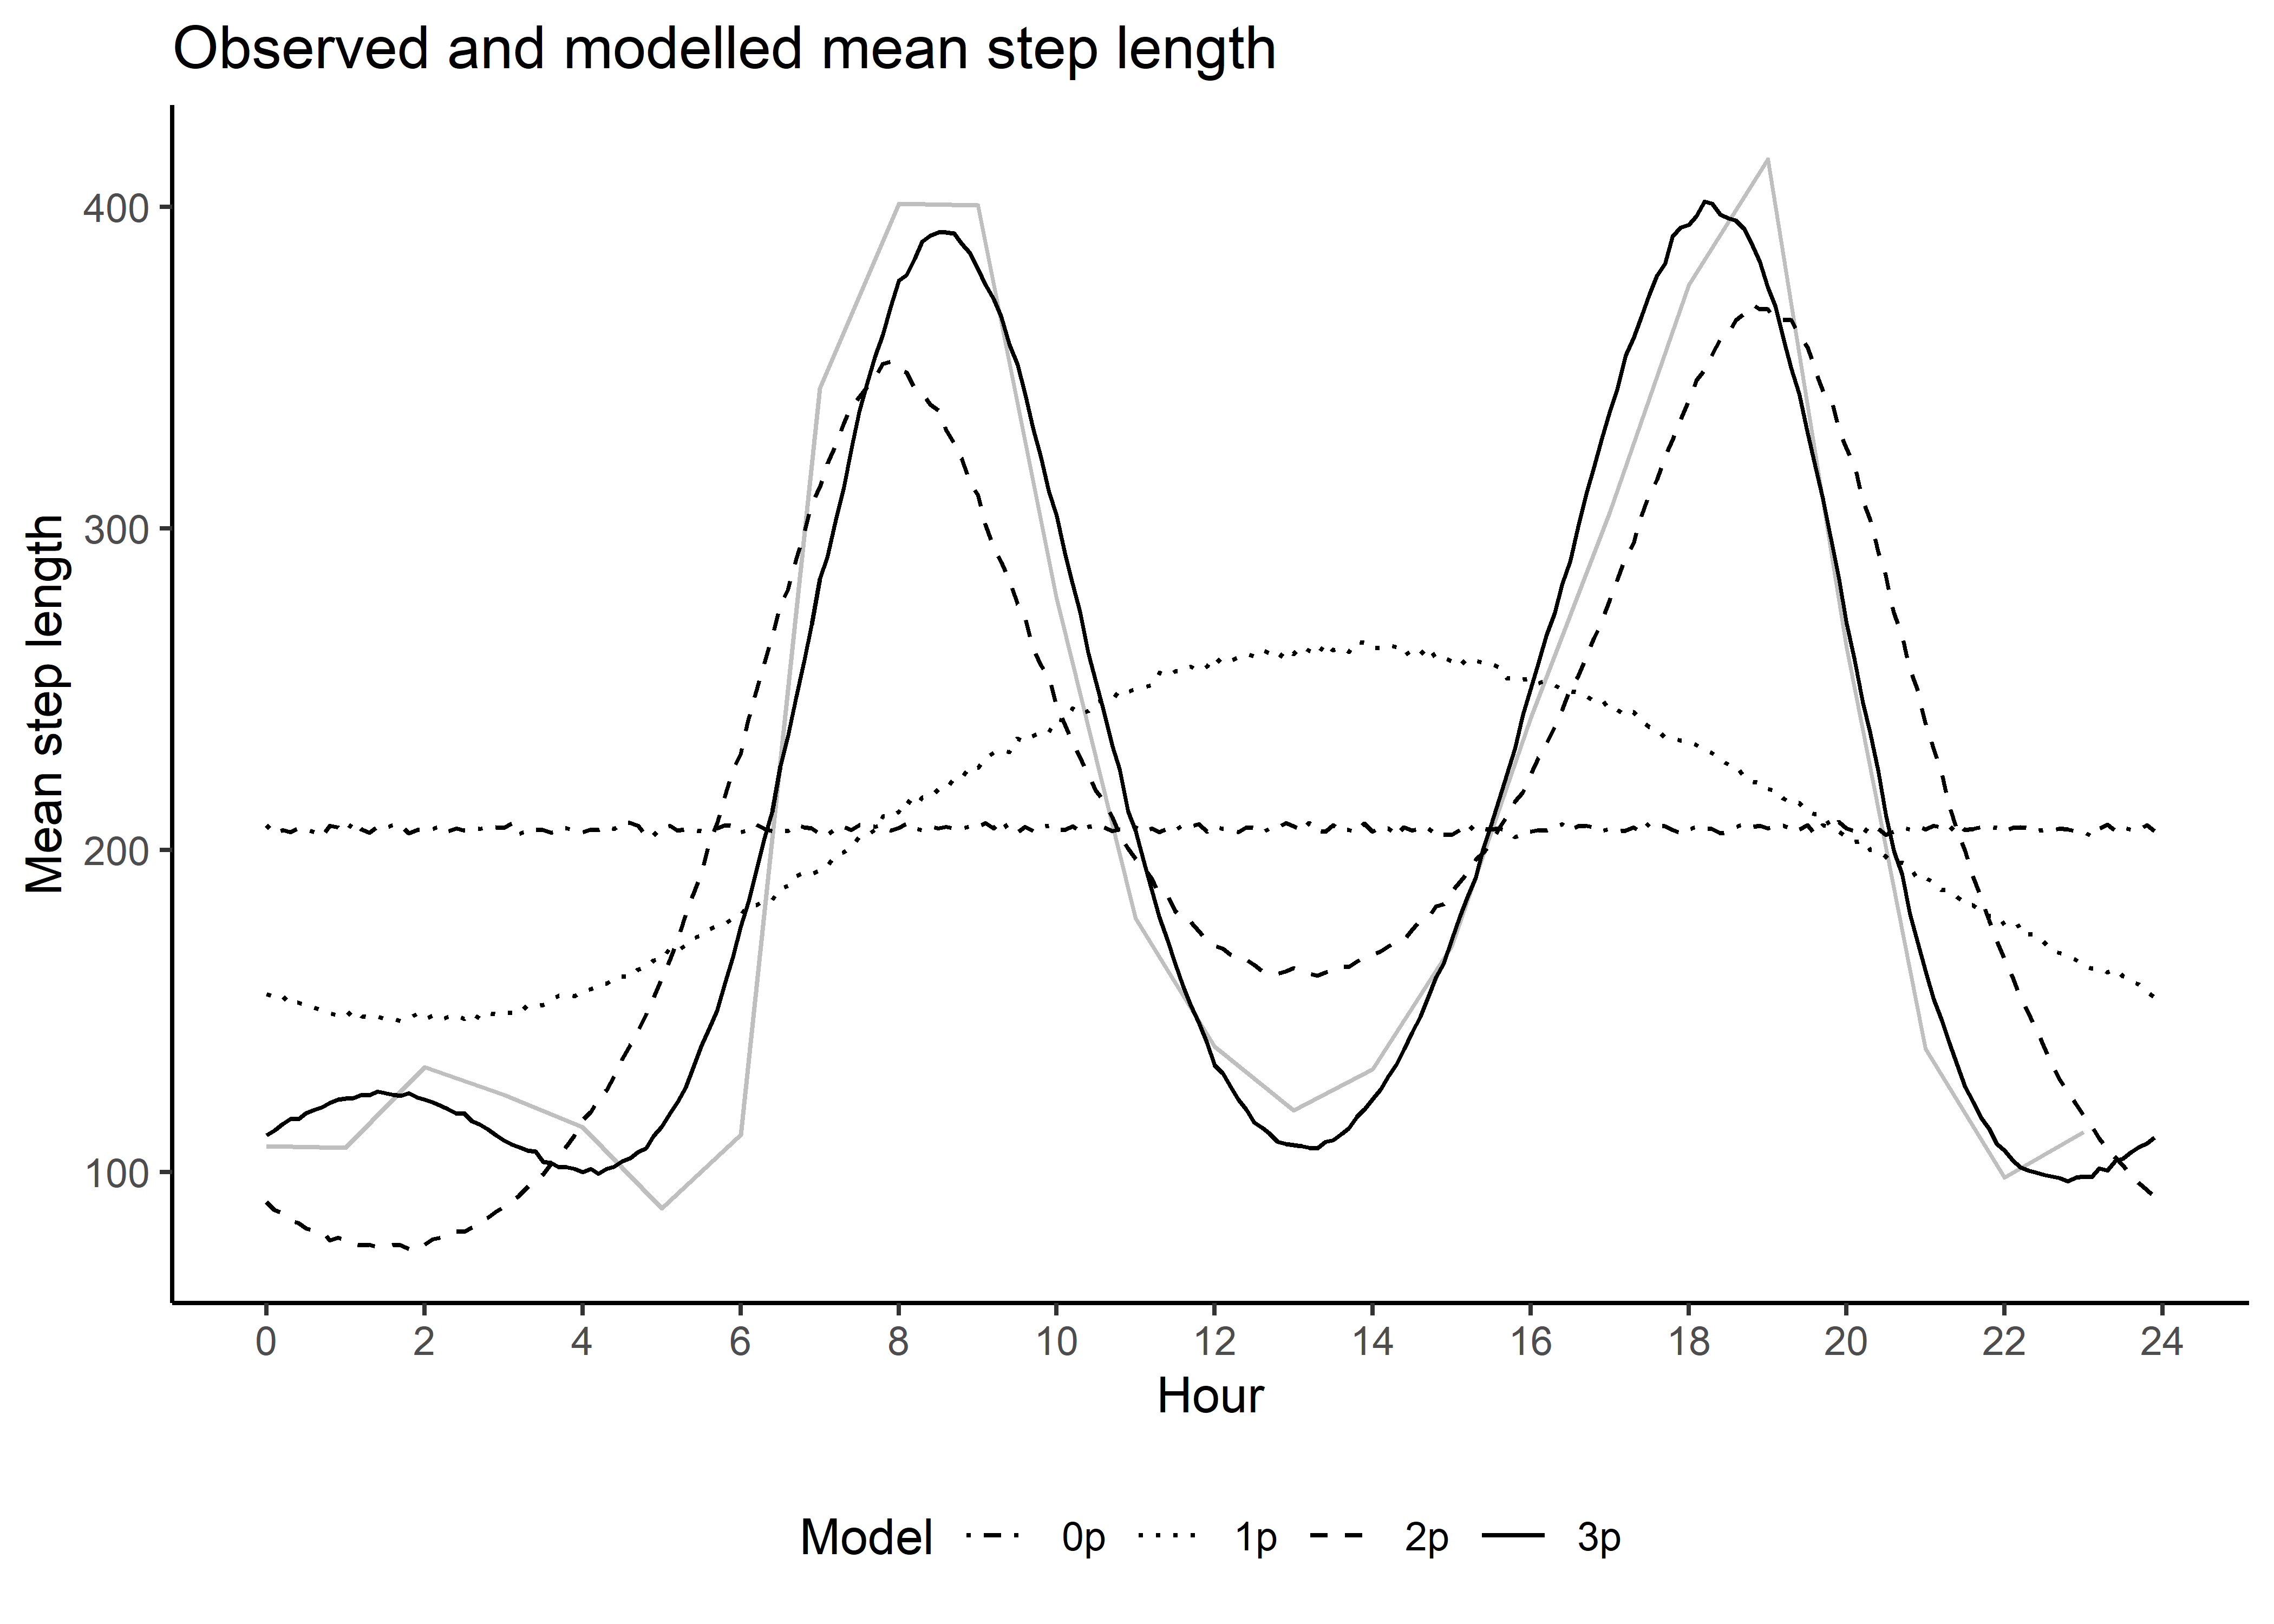 Observed and modelled mean step length
Mean step length
400
300
200
100
0 2 4 6 8 10 12 14 16 18 20 22 24
Hour
Model 0p 1p 2p 3p